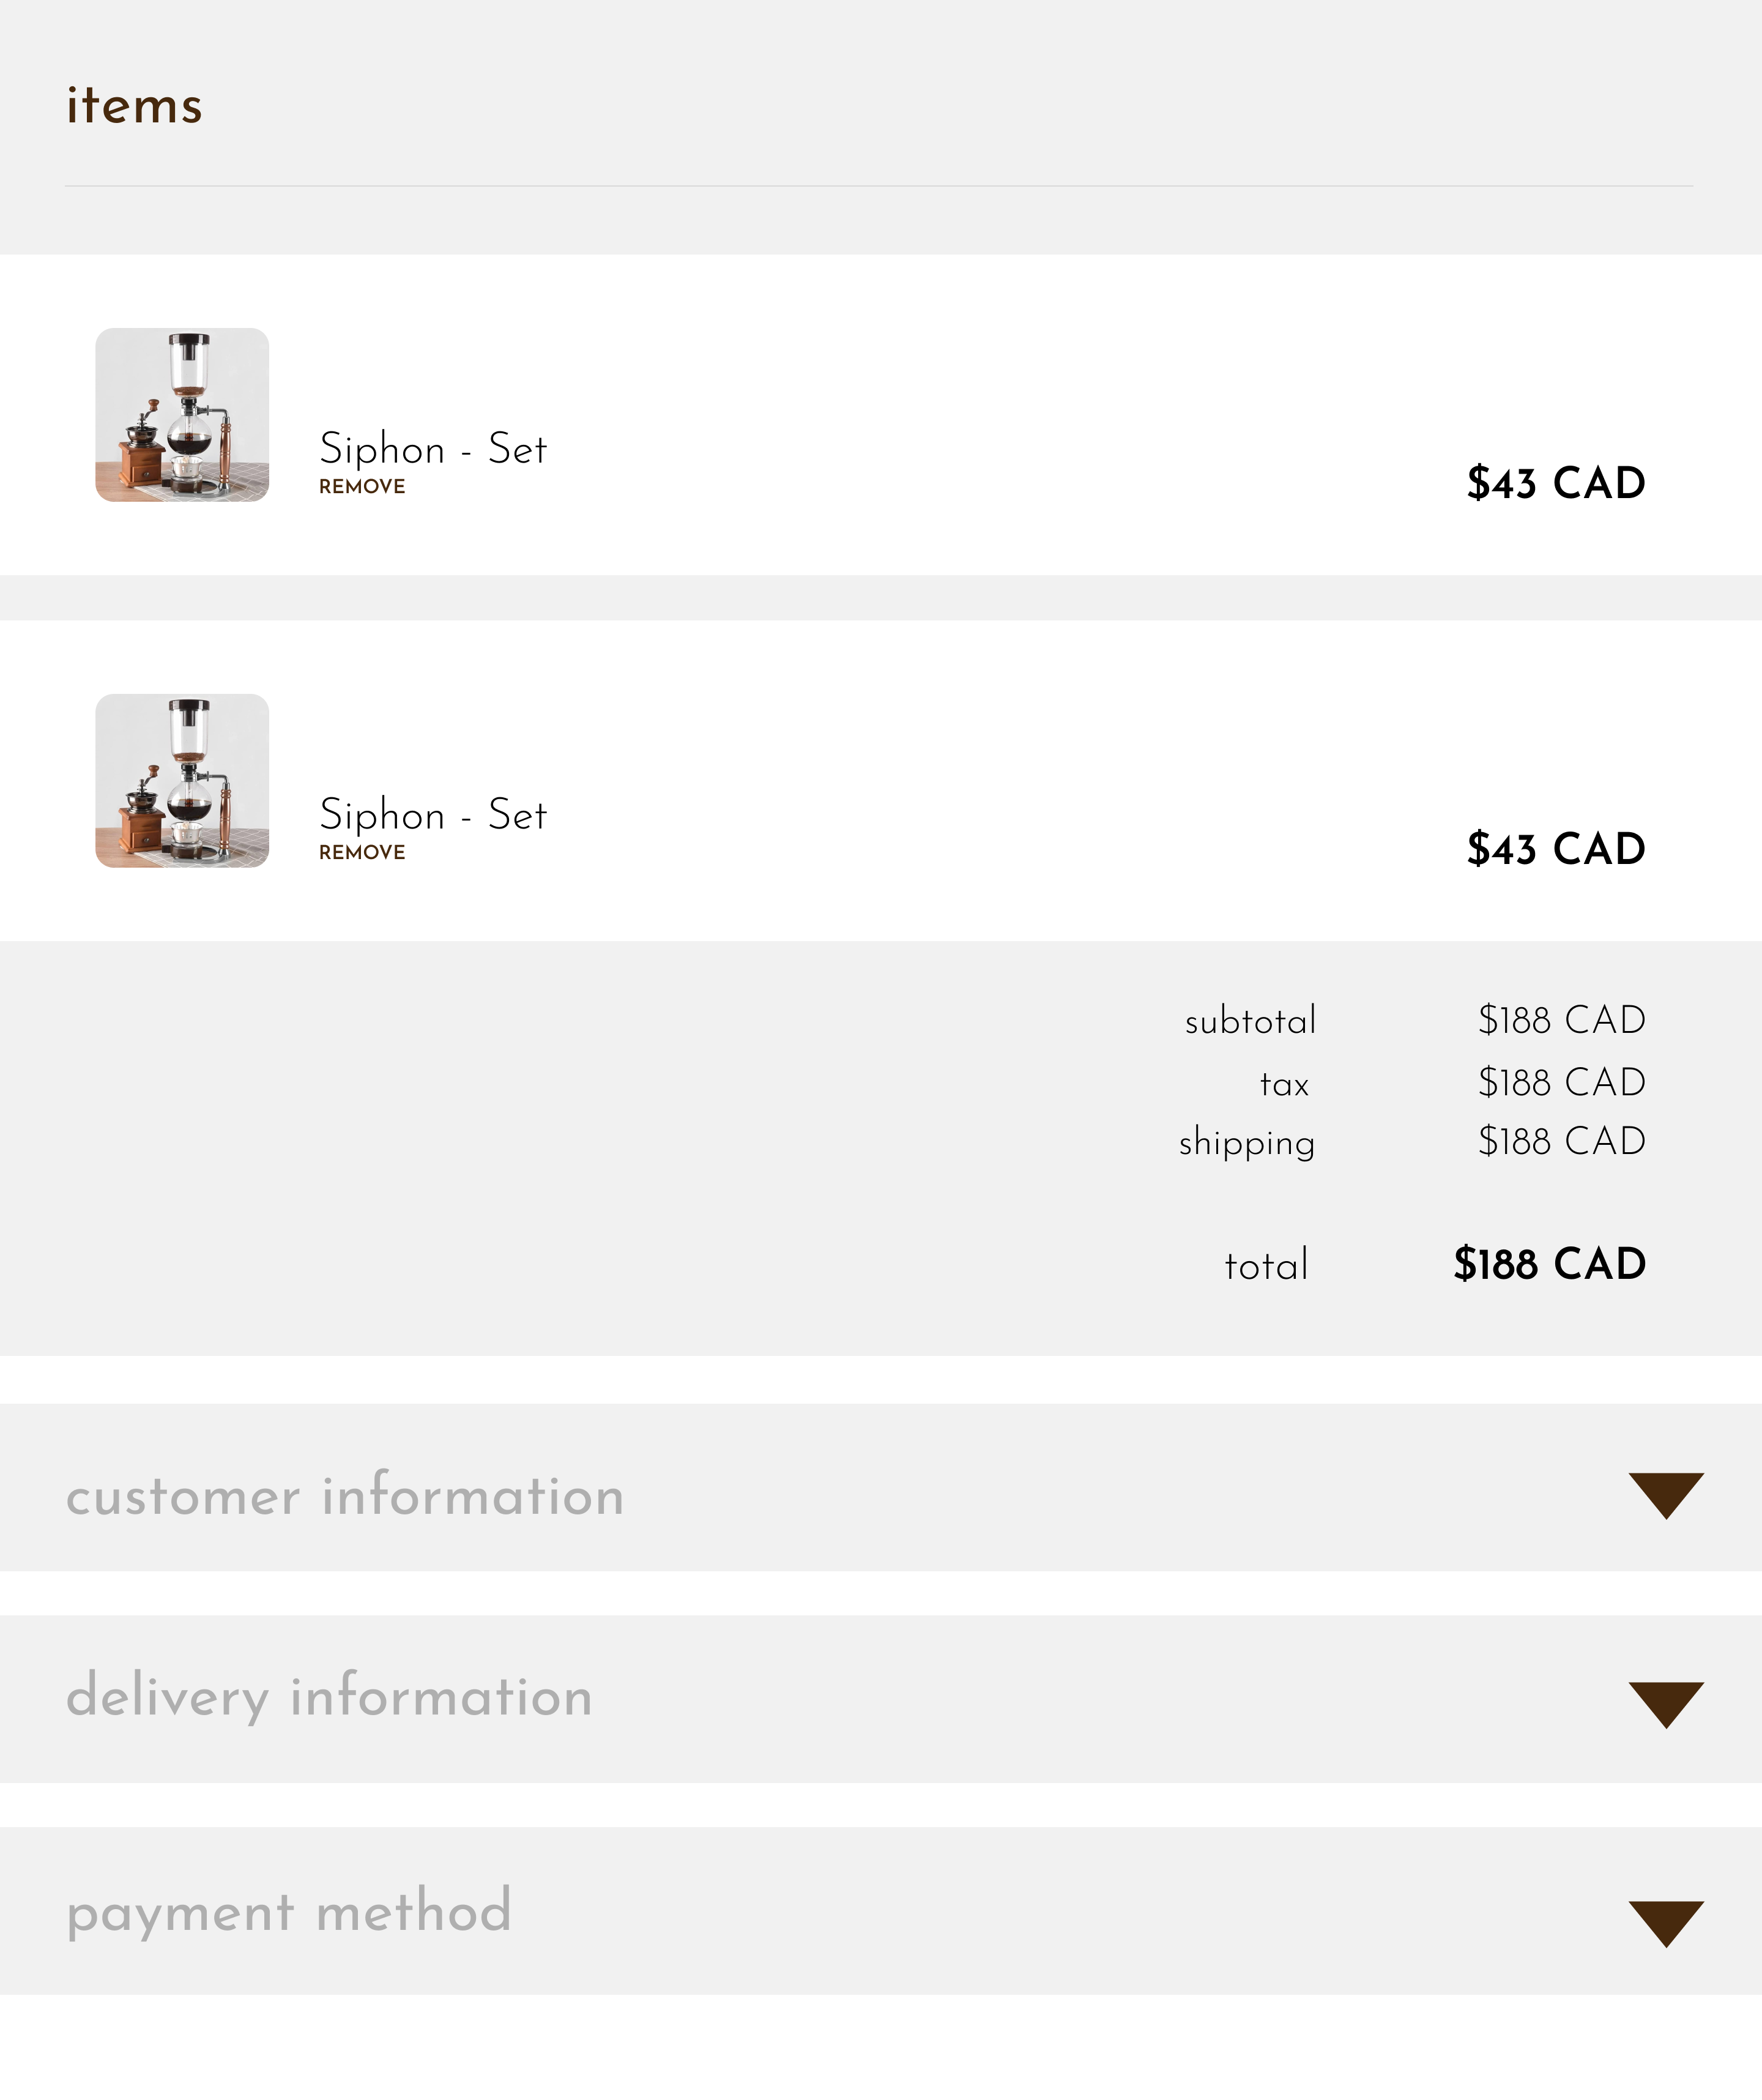 items
Siphon - Set
REMOVE
$43 CAD
Siphon - Set
REMOVE
$43 CAD
subtotal $188 CAD
tax $188 CAD
shipping $188 CAD
total $188 CAD
customer information
delivery information
payment method